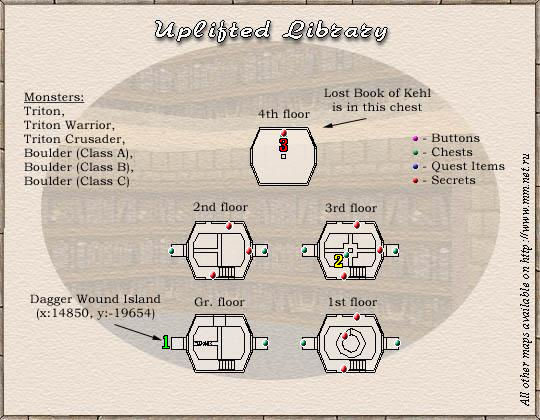 Uplifted Library
Monsters:
Triton,
Triton Warrior,
Triton Crusader,
Boulder (Class A),
Boulder (Class B),
Boulder (Class C)
Lost Book of Kehl
is in this chest
4th floor
3
- Buttons
- Chests
- Quest Items
- Secrets
2nd floor
3rd floor
2
Dagger Wound Island
(x:14850, y:-19654)
Gr. floor
1st floor
1
All other maps available on http://www.mm.net.ru